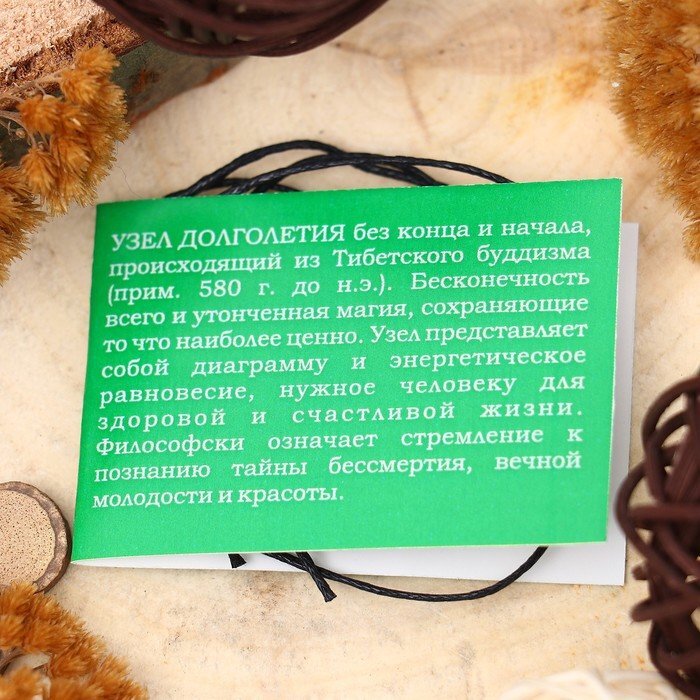 УЗЕЛ ДОЛГОЛЕТИЯ без конца и начала,
происходящий из Тибетского буддизма
(прим. 580 г. до н.э.). Бесконечность
всего и утонченная магия, сохраняющие
то что наиболее ценно. Узел представляет
собой диаграмму и энергетическое
равновесие, нужное человеку для
здоровой и счастливой жизни.
Философски означает стремление к
познанию тайны бессмертия, вечной
молодости и красоты.